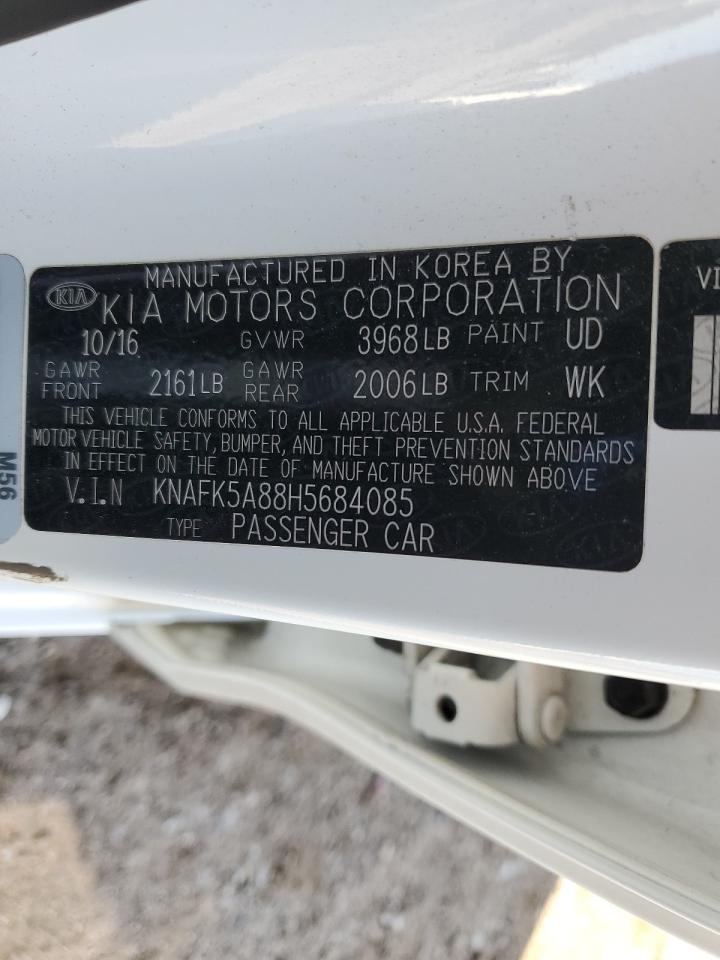 MANUFACTURED IN KOREA BY
KIA KIA MOTORS CORPORATION
10/16 GVWR 3968LB PAINT UD
GAWR FRONT 2161LB GAWR REAR 2006LB TRIM WK
THIS VEHICLE CONFORMS TO ALL APPLICABLE U.S.A. FEDERAL
MOTOR VEHICLE SAFETY, BUMPER, AND THEFT PREVENTION STANDARDS
IN EFFECT ON THE DATE OF MANUFACTURE SHOWN ABOVE
V.I.N KNAFK5A88H5684085
TYPE PASSENGER CAR
M56
VI